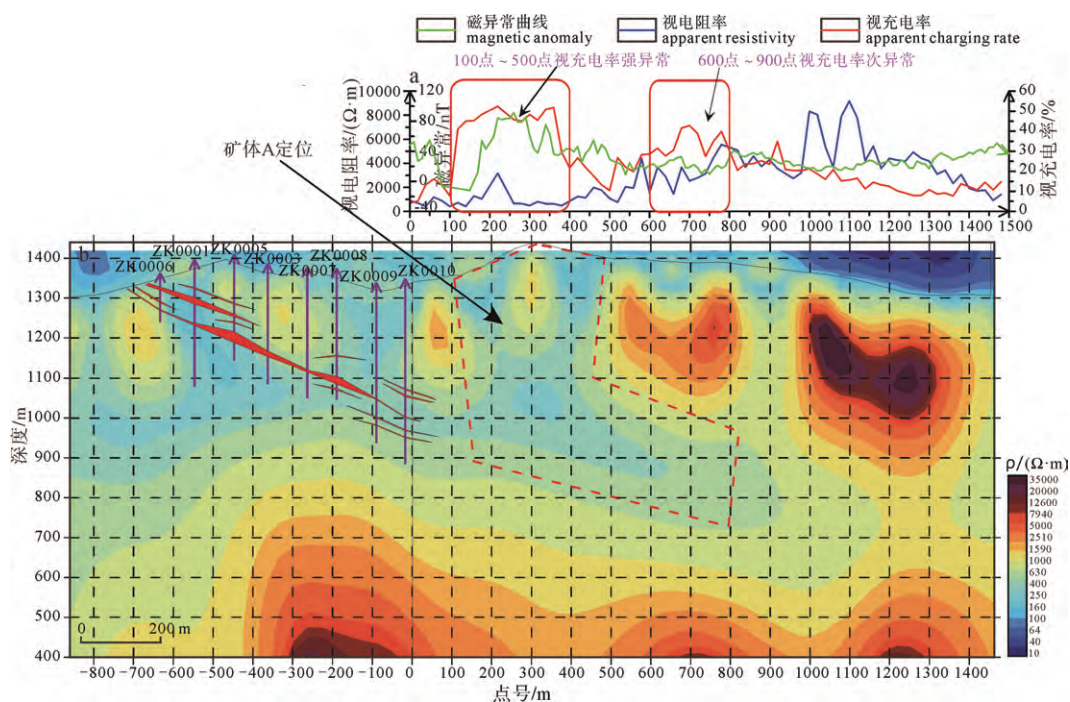 磁异常曲线 视电阻率 视充电率
magnetic anomaly apparent resistivity apparent charging rate
100点~500点视充电率强异常 600点~900点视充电率次异常
a
视电阻率/(Ω·m)
10000
8000
6000
4000
2000
0
磁异常/nT
120
80
40
0
-40
60
50
40
30
20
10
0
视充电率/%
0 100 200 300 400 500 600 700 800 900 1000 1100 1200 1300 1400 1500
矿体A定位
b
ZK0006 ZK0001 ZK0005 ZK0003 ZK0007 ZK0008 ZK0009 ZK0010
深度/m
1400
1300
1200
1100
1000
900
800
700
600
500
400
0 200 m
-800 -700 -600 -500 -400 -300 -200 -100 0 100 200 300 400 500 600 700 800 900 1000 1100 1200 1300 1400
点号/m
ρ/(Ω·m)
35000
20000
12600
7940
5000
2510
1590
1000
630
400
250
160
100
64
40
10